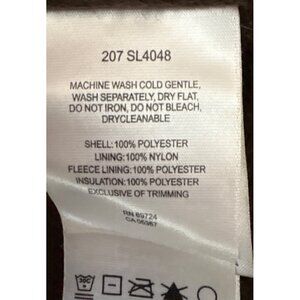 207 SL4048
MACHINE WASH COLD GENTLE,
WASH SEPARATELY, DRY FLAT,
DO NOT IRON, DO NOT BLEACH,
DRYCLEANABLE
SHELL: 100% POLYESTER
LINING: 100% NYLON
FLEECE LINING: 100% POLYESTER
INSULATION: 100% POLYESTER
EXCLUSIVE OF TRIMMING
RN 89724
CA 06367